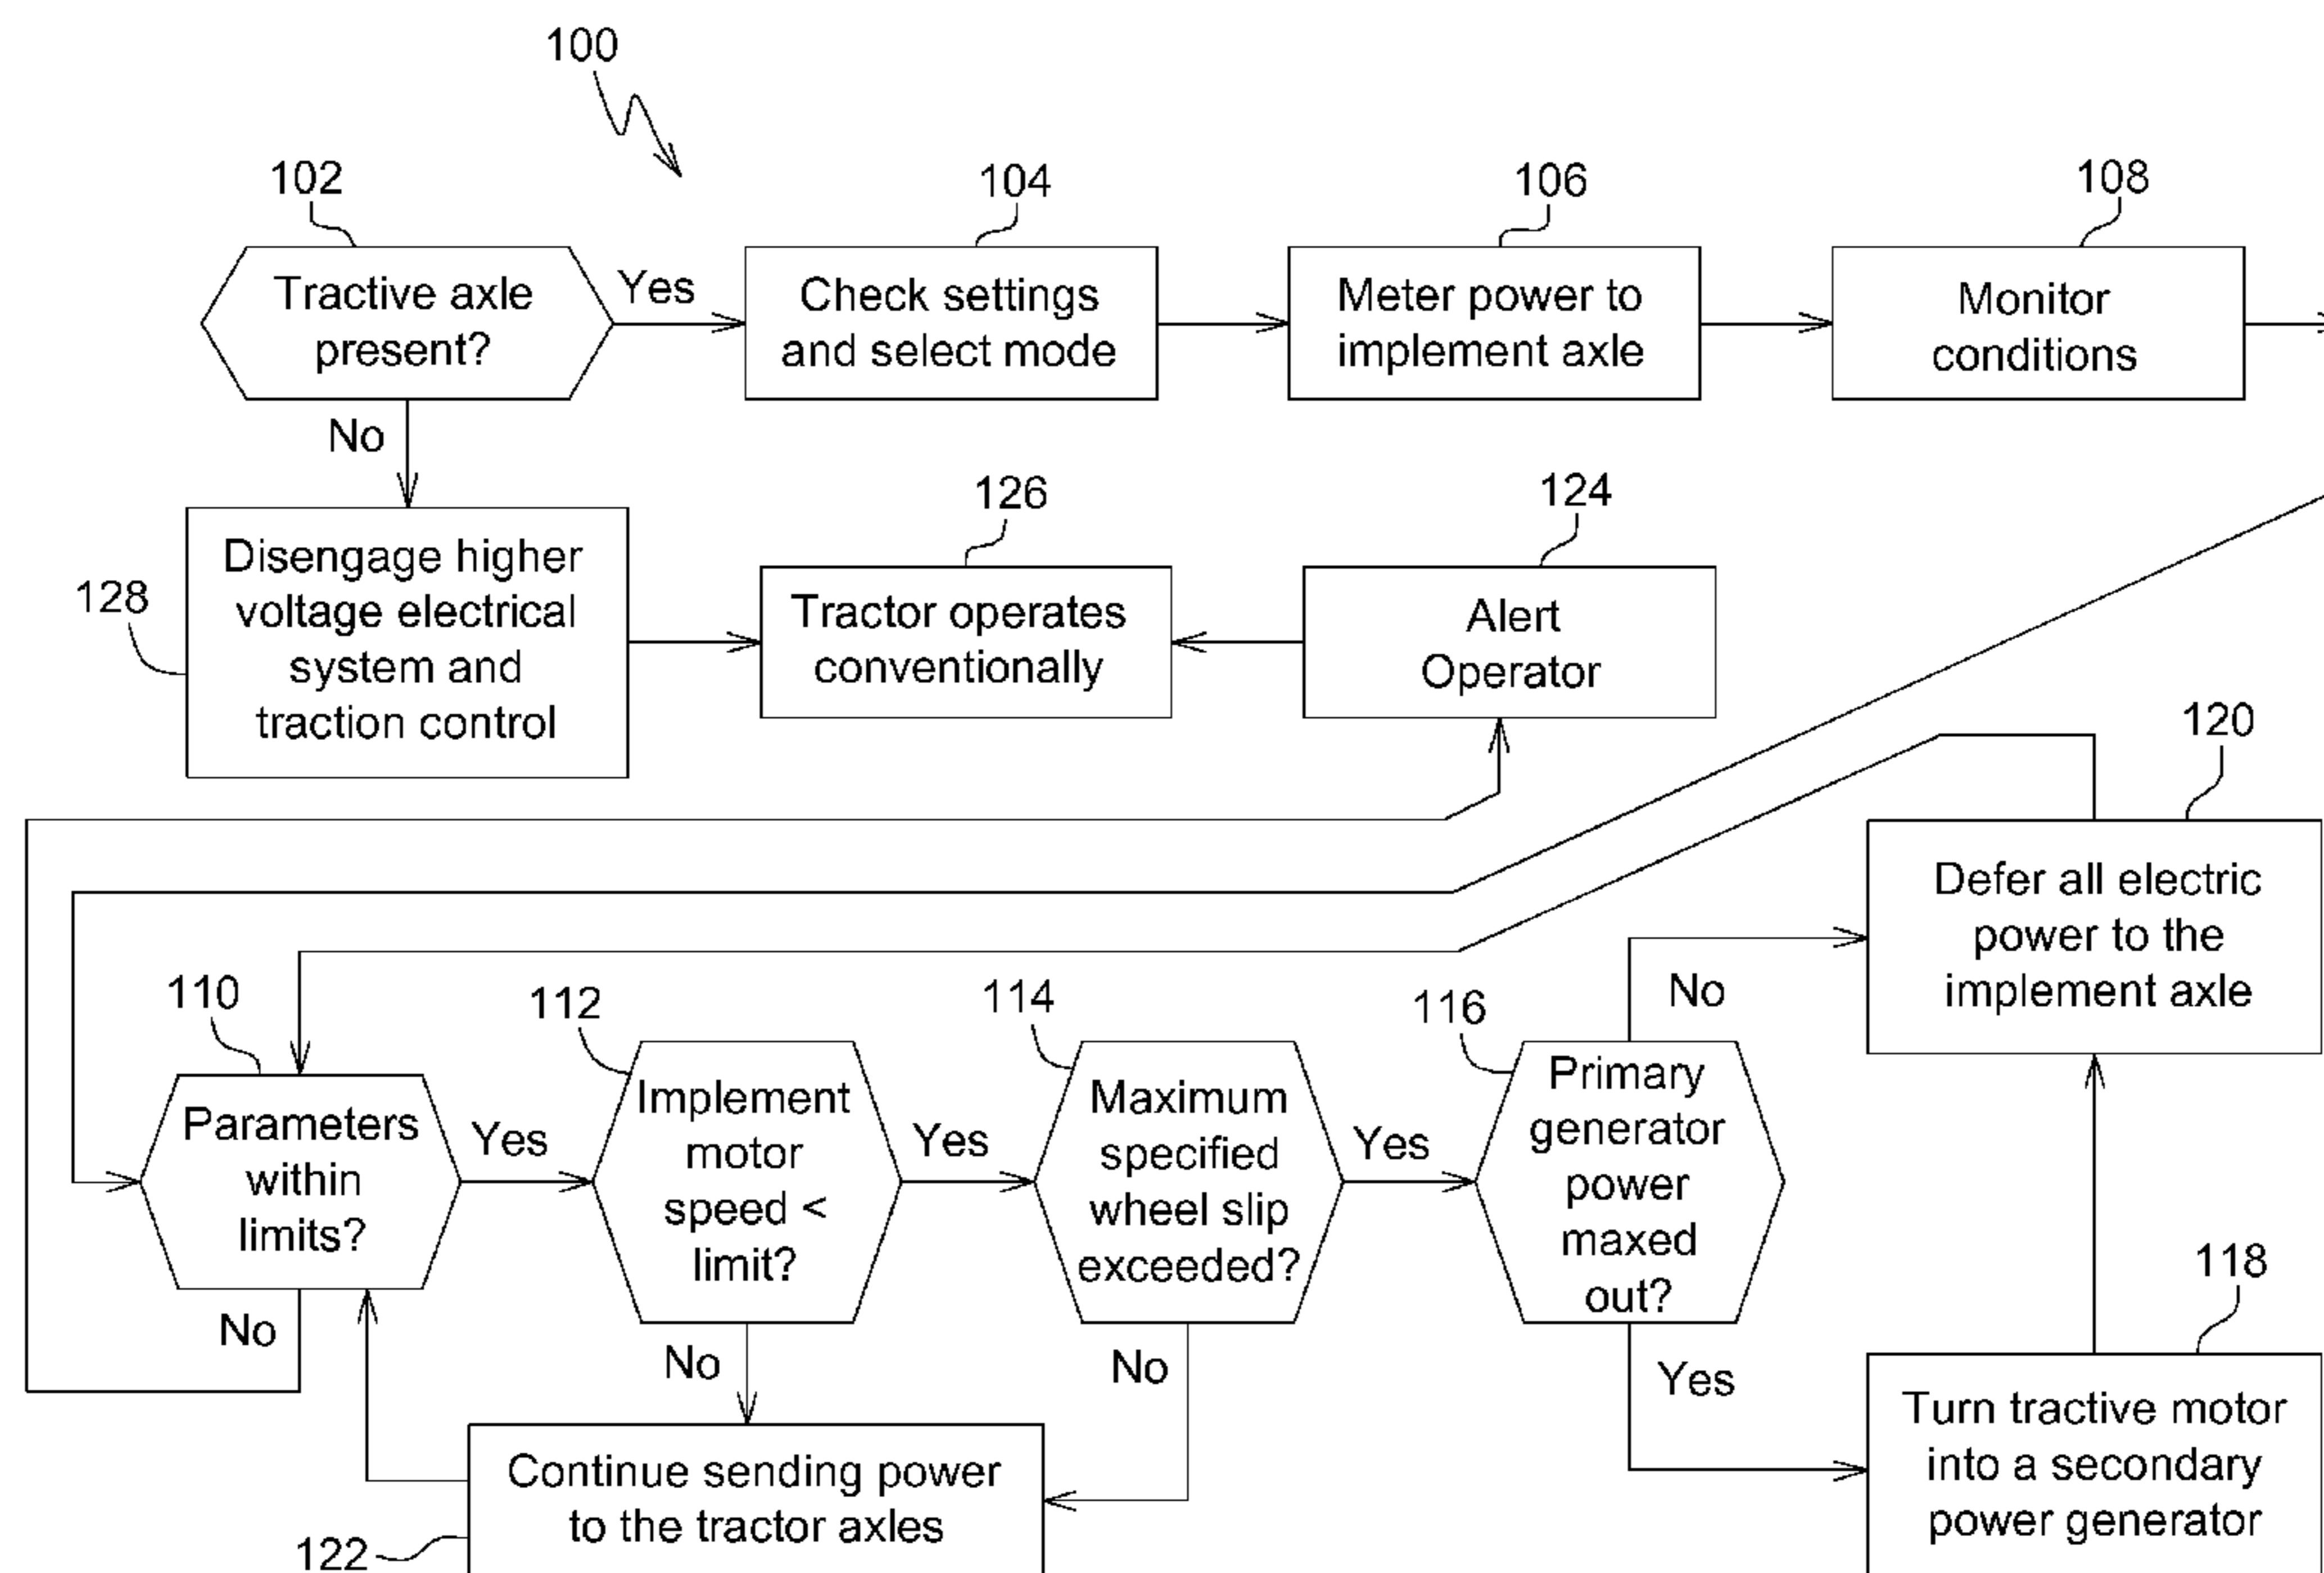 100
102
104
106
108
Tractive axle
present?
Yes
Check settings
and select mode
Meter power to
implement axle
Monitor
conditions
No
128
Disengage higher
voltage electrical
system and
traction control
126
Tractor operates
conventionally
124
Alert
Operator
120
Defer all electric
power to the
implement axle
110
Parameters
within
limits?
Yes
No
112
Implement
motor
speed <
limit?
Yes
No
114
Maximum
specified
wheel slip
exceeded?
Yes
No
116
Primary
generator
power
maxed
out?
No
Yes
118
Turn tractive motor
into a secondary
power generator
122
Continue sending power
to the tractor axles